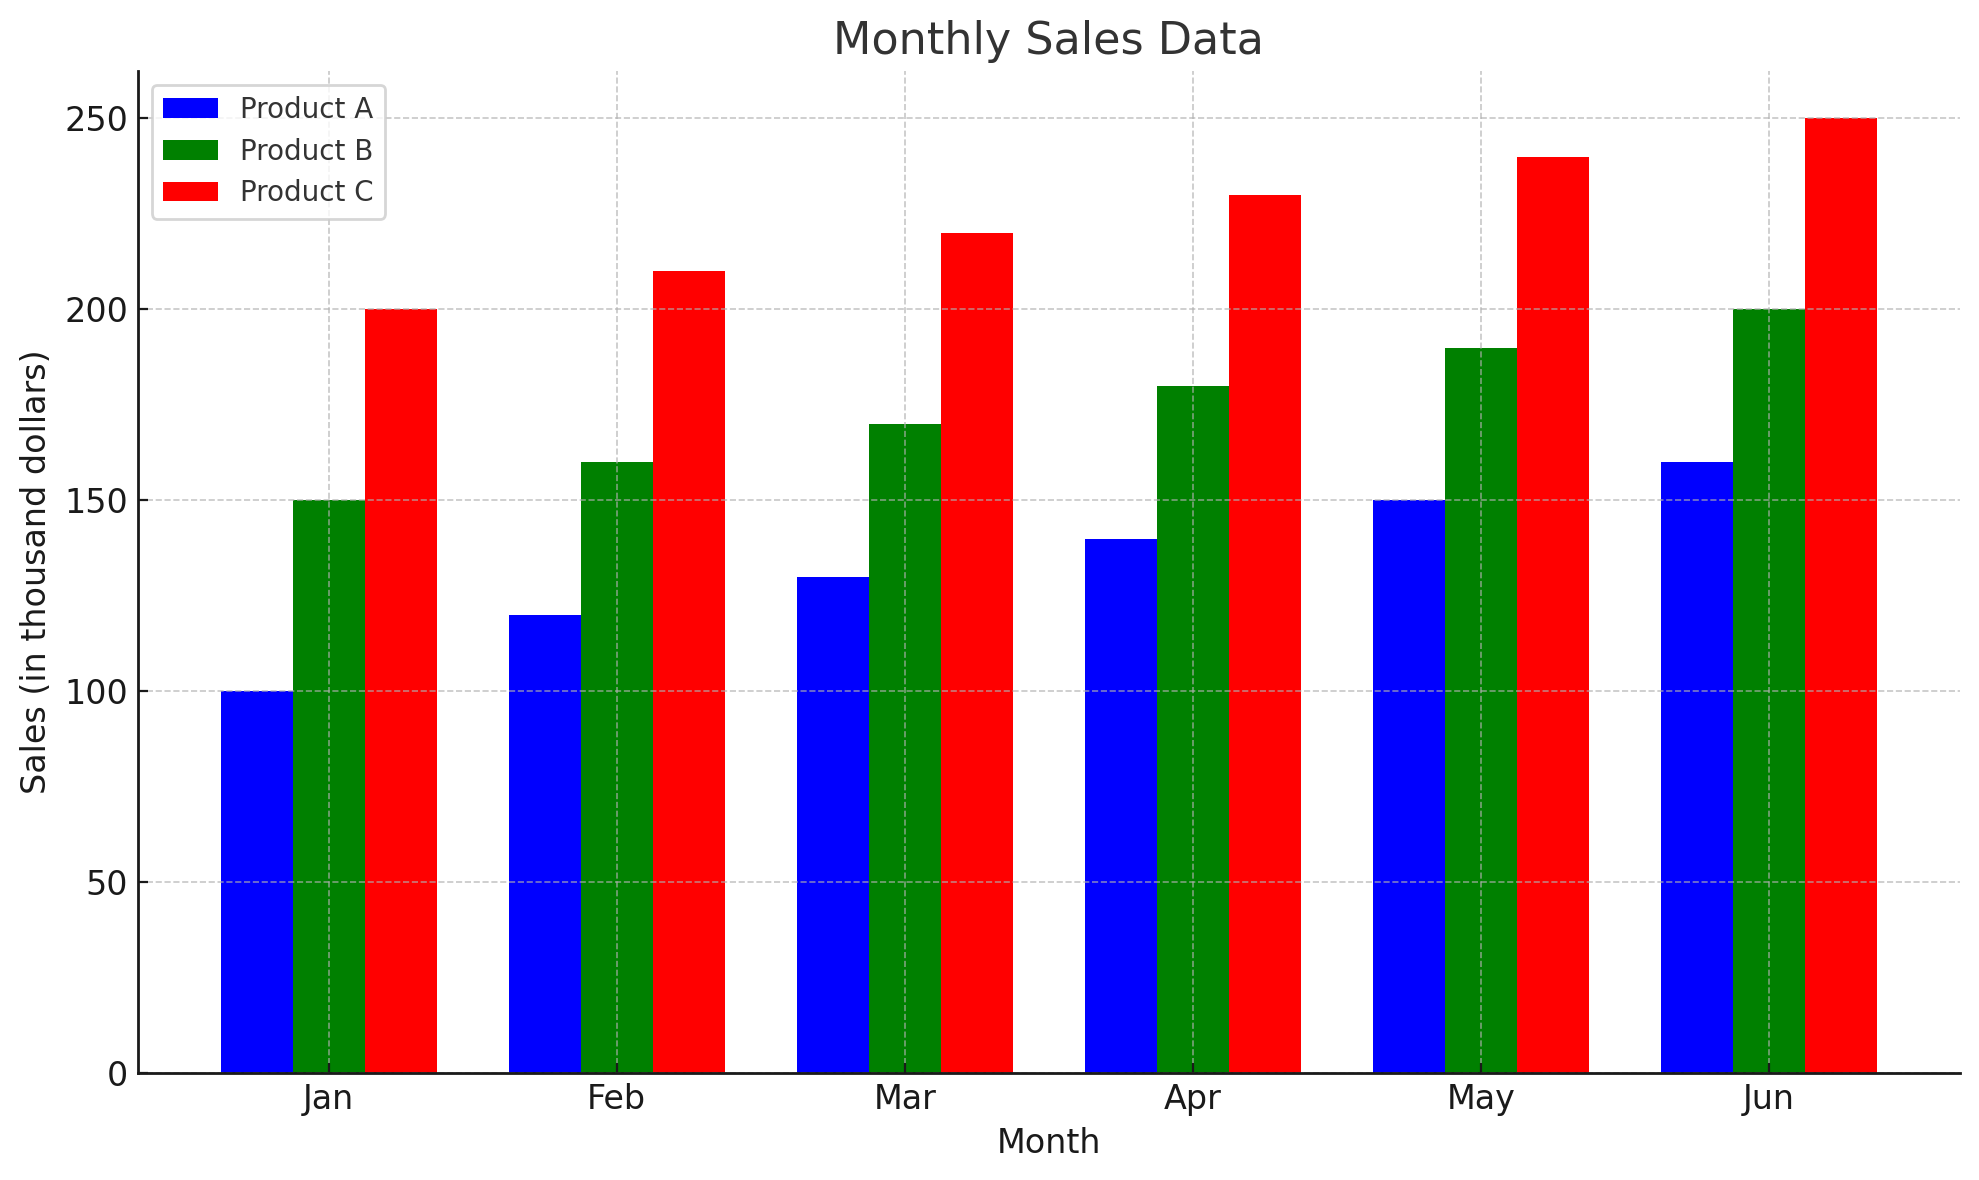 Monthly Sales Data
Product A
Product B
Product C
250
200
150
100
50
0
Sales (in thousand dollars)
Jan Feb Mar Apr May Jun
Month